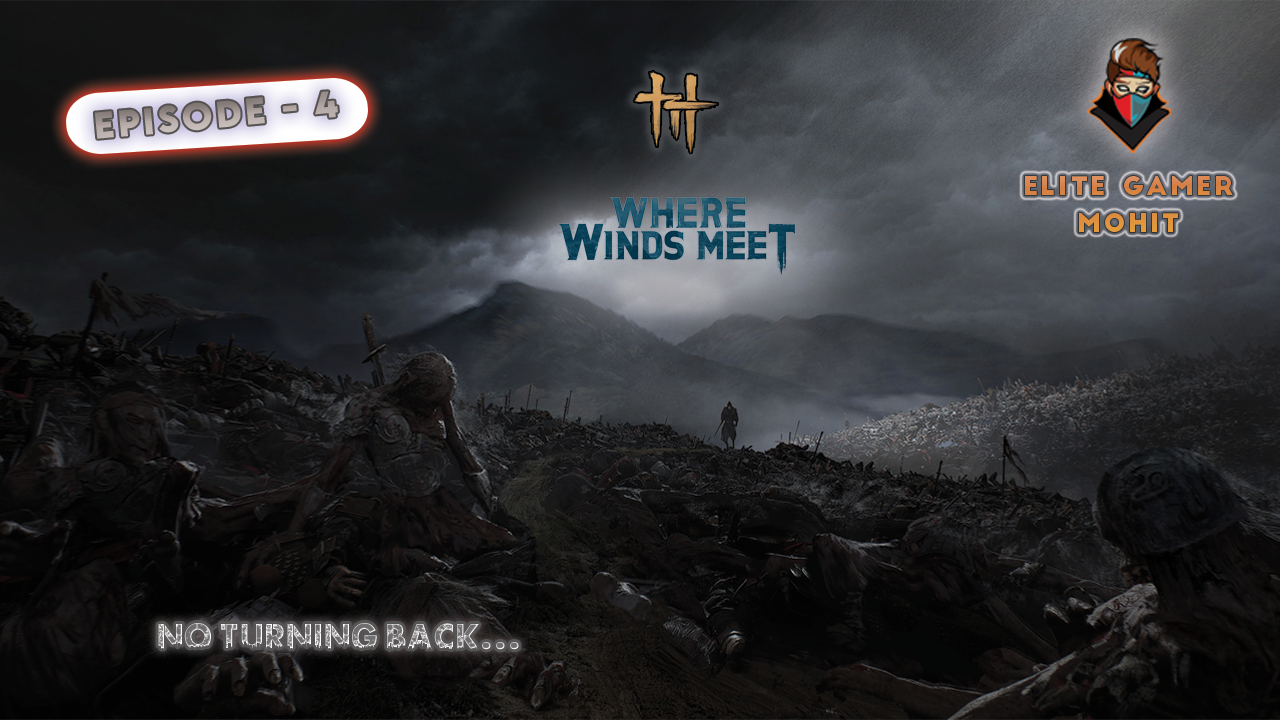 EPISODE - 4
WHERE
WINDS MEET
ELITE GAMER
MOHIT
NO TURNING BACK...